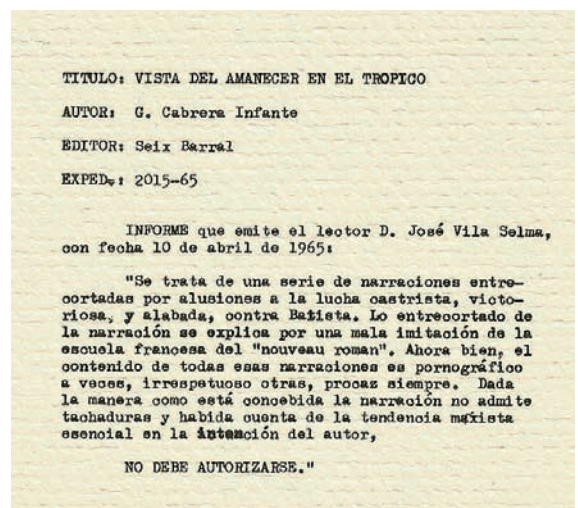 TITULO: VISTA DEL AMANECER EN EL TROPICO
AUTOR: G. Cabrera Infante
EDITOR: Seix Barral
EXPED.: 2015-65
INFORME que emite el lector D. José Vila Selma,
con fecha 10 de abril de 1965:
"Se trata de una serie de narraciones entre-
cortadas por alusiones a la lucha castrista, victo-
riosa, y alabada, contra Batista. Lo entrecortado de
la narración se explica por una mala imitación de la
escuela francesa del "nouveau roman". Ahora bien, el
contenido de todas esas narraciones es pornográfico
a veces, irrespetuoso otras, procaz siempre. Dada
la manera como está concebida la narración no admite
tachaduras y habida cuenta de la tendencia marxista
esencial en la intención del autor,
NO DEBE AUTORIZARSE."